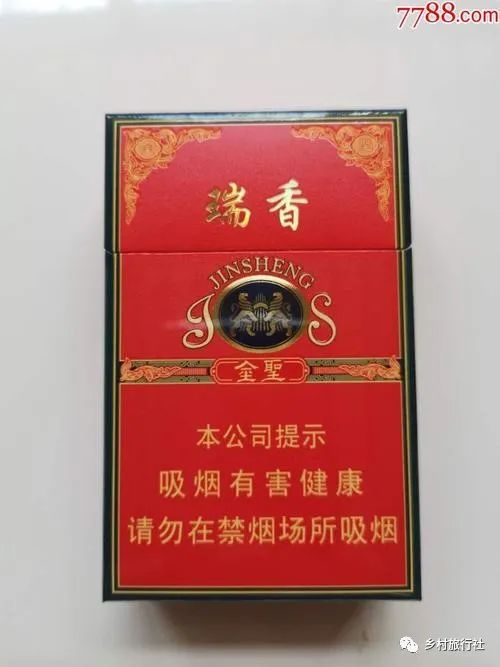 7788.com
瑞香
JINSHENG
JS
金聖
本公司提示
吸烟有害健康
请勿在禁烟场所吸烟
乡村旅行社